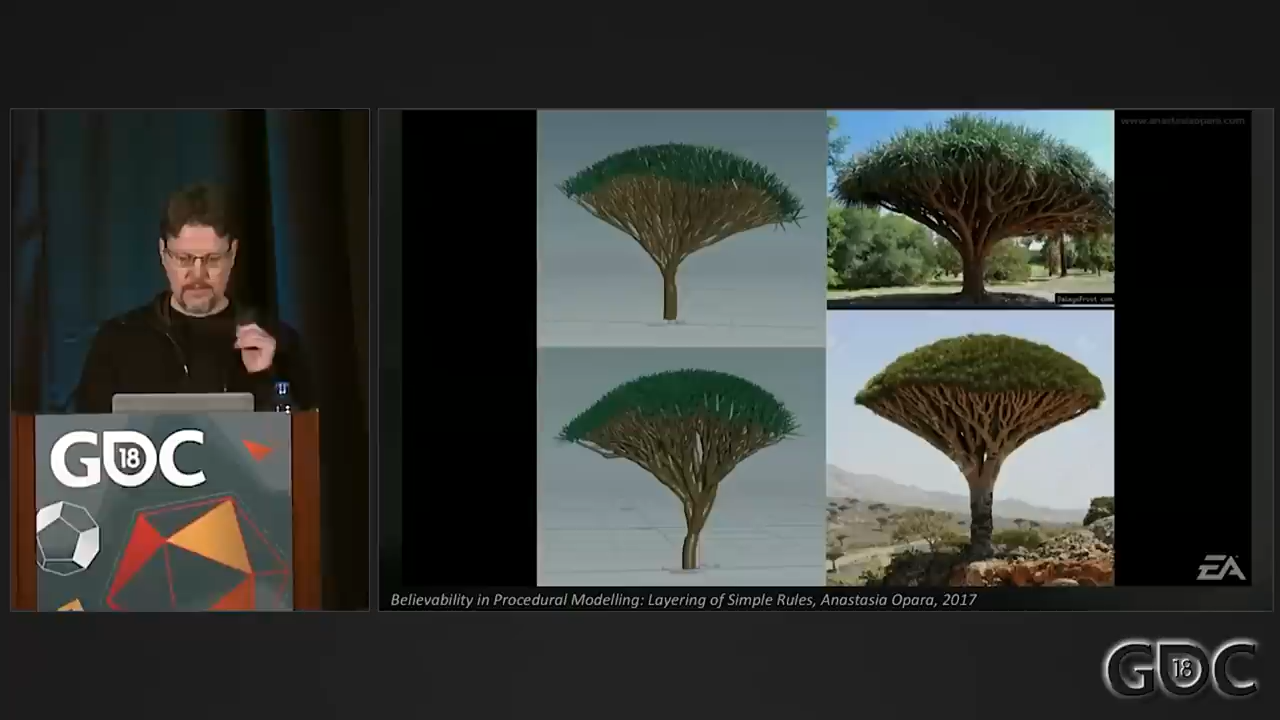 GDC
18
www.anastasiaopara.com
EA
Believability in Procedural Modelling: Layering of Simple Rules, Anastasia Opara, 2017
GDC
18